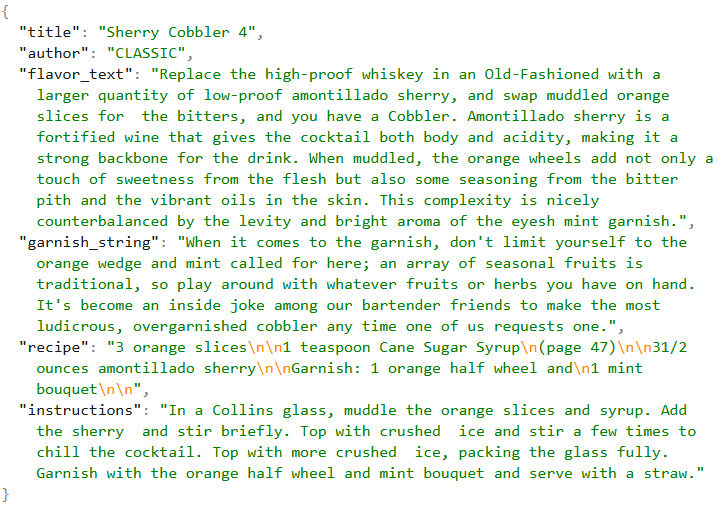 {
"title": "Sherry Cobbler 4",
"author": "CLASSIC",
"flavor_text": "Replace the high-proof whiskey in an Old-Fashioned with a
larger quantity of low-proof amontillado sherry, and swap muddled orange
slices for  the bitters, and you have a Cobbler. Amontillado sherry is a
fortified wine that gives the cocktail both body and acidity, making it a
strong backbone for the drink. When muddled, the orange wheels add not only a
touch of sweetness from the flesh but also some seasoning from the bitter
pith and the vibrant oils in the skin. This complexity is nicely
counterbalanced by the levity and bright aroma of the eyesh mint garnish.",
"garnish_string": "When it comes to the garnish, don't limit yourself to the
orange wedge and mint called for here; an array of seasonal fruits is
traditional, so play around with whatever fruits or herbs you have on hand.
It's become an inside joke among our bartender friends to make the most
ludicrous, overgarnished cobbler any time one of us requests one.",
"recipe": "3 orange slices\n\n1 teaspoon Cane Sugar Syrup\n(page 47)\n\n31/2
ounces amontillado sherry\n\nGarnish: 1 orange half wheel and\n1 mint
bouquet\n\n",
"instructions": "In a Collins glass, muddle the orange slices and syrup. Add
the sherry  and stir briefly. Top with crushed  ice and stir a few times to
chill the cocktail. Top with more crushed  ice, packing the glass fully.
Garnish with the orange half wheel and mint bouquet and serve with a straw."
}